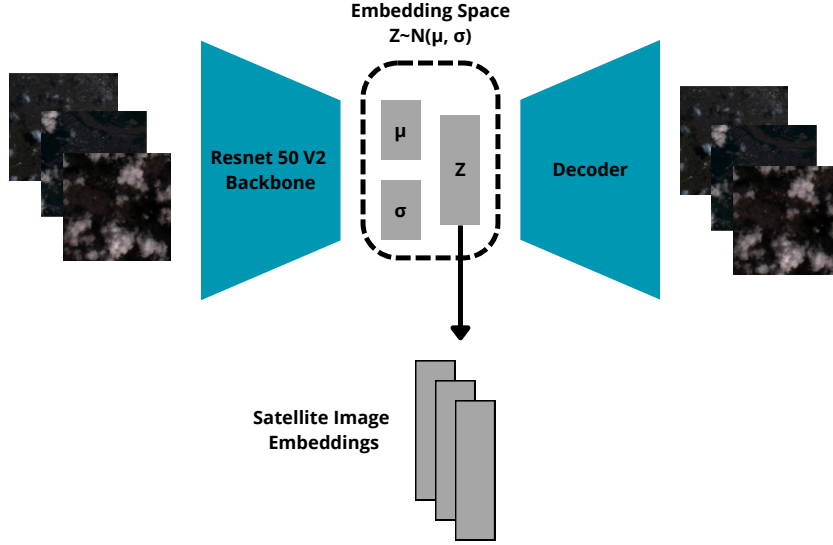 Embedding Space
Z~N(μ, σ)
Resnet 50 V2
Backbone
μ
σ
Z
Decoder
Satellite Image
Embeddings